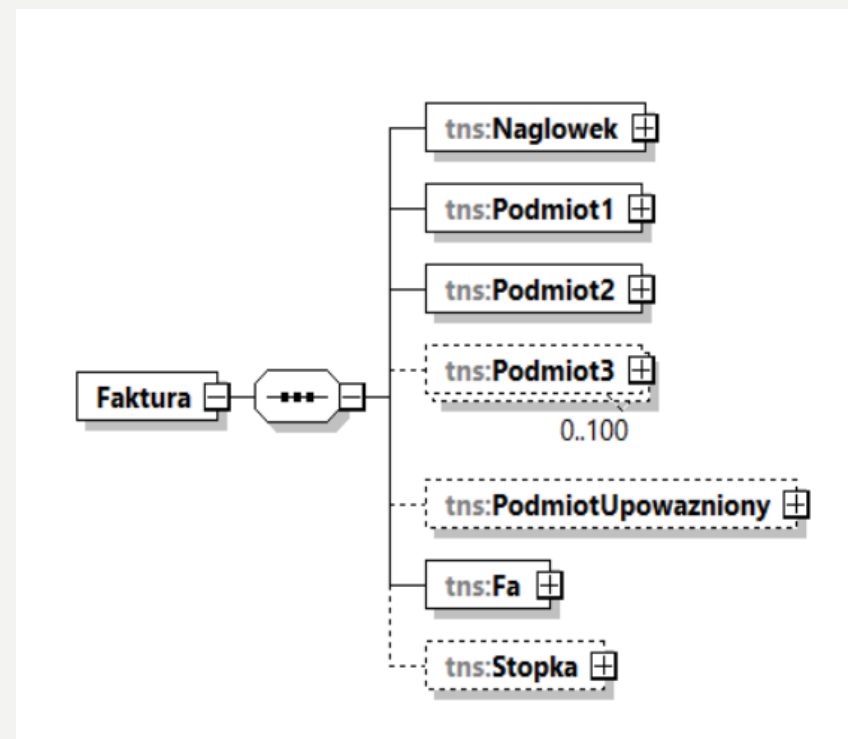 tns:Naglowek
tns:Podmiot1
tns:Podmiot2
tns:Podmiot3
Faktura
0..100
tns:PodmiotUpowazniony
tns:Fa
tns:Stopka